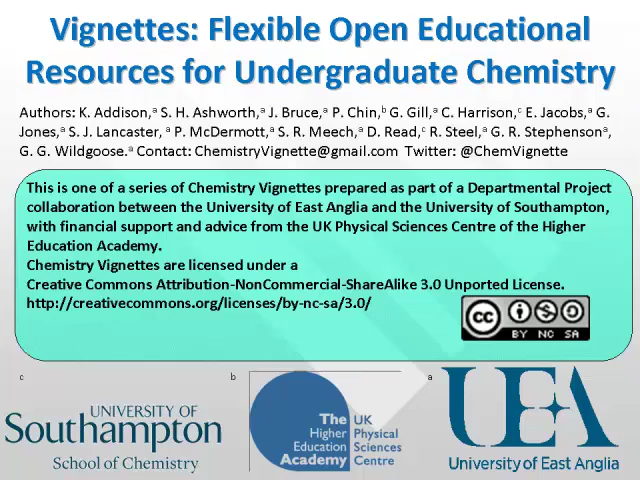 Vignettes: Flexible Open Educational
Resources for Undergraduate Chemistry
Authors: K. Addison,ᵃ S. H. Ashworth,ᵃ J. Bruce,ᵃ P. Chin,ᵇ G. Gill,ᵃ C. Harrison,ᶜ E. Jacobs,ᵃ G.
Jones,ᵃ S. J. Lancaster, ᵃ P. McDermott,ᵃ S. R. Meech,ᵃ D. Read,ᶜ R. Steel,ᵃ G. R. Stephensonᵃ,
G. G. Wildgoose.ᵃ Contact: ChemistryVignette@gmail.com Twitter: @ChemVignette
This is one of a series of Chemistry Vignettes prepared as part of a Departmental Project
collaboration between the University of East Anglia and the University of Southampton,
with financial support and advice from the UK Physical Sciences Centre of the Higher
Education Academy.
Chemistry Vignettes are licensed under a
Creative Commons Attribution-NonCommercial-ShareAlike 3.0 Unported License.
http://creativecommons.org/licenses/by-nc-sa/3.0/
cc
BY NC SA
c
UNIVERSITY OF
Southampton
School of Chemistry
b
The UK
Higher Physical
Education Sciences
Academy Centre
a
UEA
University of East Anglia